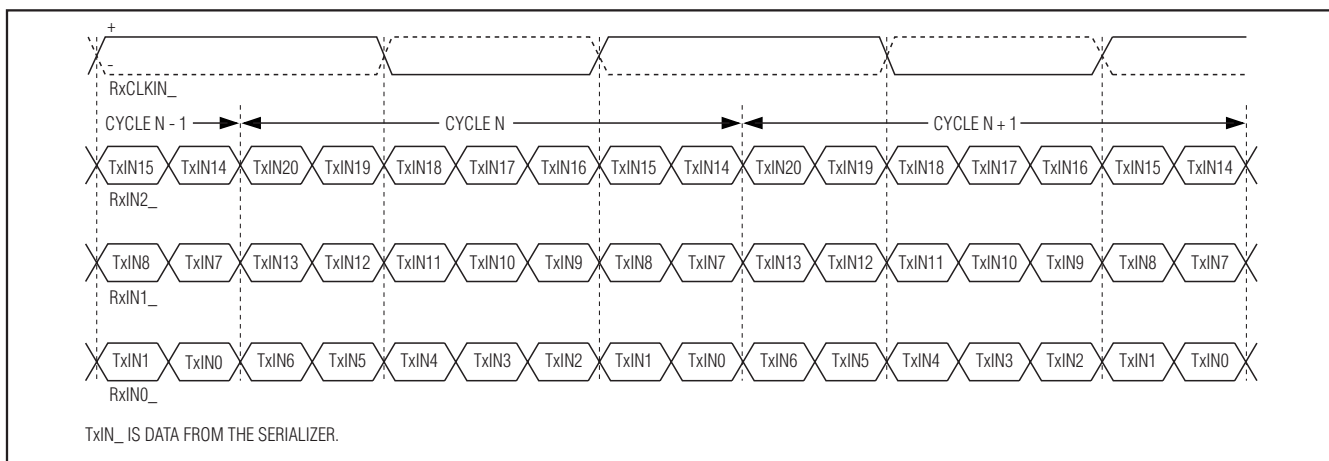 +
-
RxCLKIN_
CYCLE N - 1 CYCLE N CYCLE N + 1
TxIN15 TxIN14 TxIN20 TxIN19 TxIN18 TxIN17 TxIN16 TxIN15 TxIN14 TxIN20 TxIN19 TxIN18 TxIN17 TxIN16 TxIN15 TxIN14
RxIN2_
TxIN8 TxIN7 TxIN13 TxIN12 TxIN11 TxIN10 TxIN9 TxIN8 TxIN7 TxIN13 TxIN12 TxIN11 TxIN10 TxIN9 TxIN8 TxIN7
RxIN1_
TxIN1 TxIN0 TxIN6 TxIN5 TxIN4 TxIN3 TxIN2 TxIN1 TxIN0 TxIN6 TxIN5 TxIN4 TxIN3 TxIN2 TxIN1 TxIN0
RxIN0_
TxIN_ IS DATA FROM THE SERIALIZER.